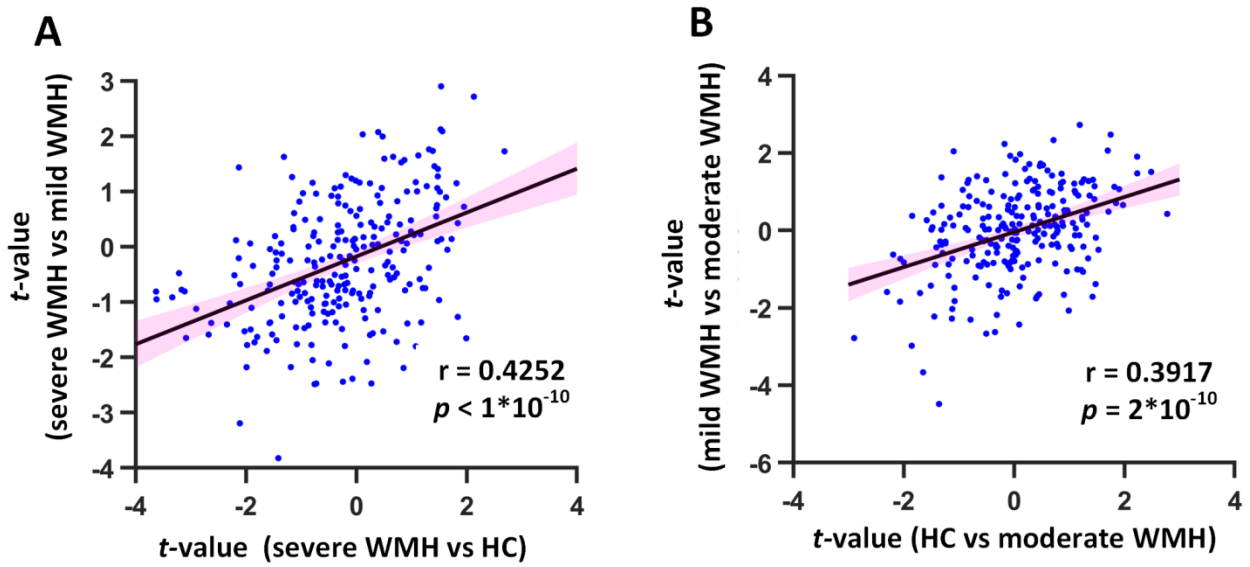 A
t-value
(severe WMH vs mild WMH)
3
2
1
0
-1
-2
-3
-4
r = 0.4252
p < 1*10⁻¹⁰
-4 -2 0 2 4
t-value (severe WMH vs HC)
B
t-value
(mild WMH vs moderate WMH)
4
2
0
-2
-4
-6
r = 0.3917
p = 2*10⁻¹⁰
-4 -2 0 2 4
t-value (HC vs moderate WMH)